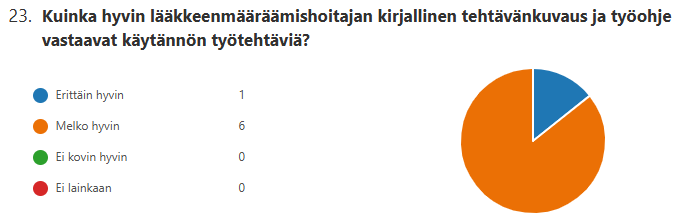 23. Kuinka hyvin lääkkeenmääräämishoitajan kirjallinen tehtävänkuvaus ja työohje
vastaavat käytännön työtehtäviä?
Erittäin hyvin 1
Melko hyvin 6
Ei kovin hyvin 0
Ei lainkaan 0